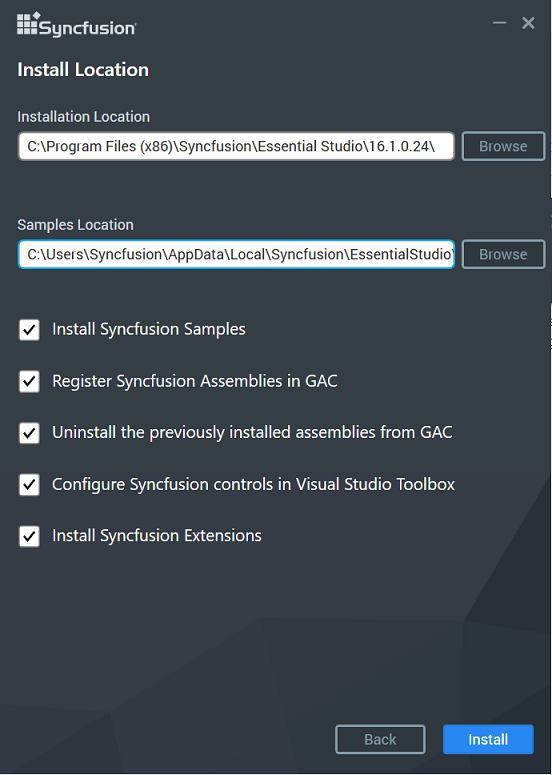 Syncfusion
Install Location
Installation Location
C:\Program Files (x86)\Syncfusion\Essential Studio\16.1.0.24\
Browse
Samples Location
C:\Users\Syncfusion\AppData\Local\Syncfusion\EssentialStudio\
Browse
Install Syncfusion Samples
Register Syncfusion Assemblies in GAC
Uninstall the previously installed assemblies from GAC
Configure Syncfusion controls in Visual Studio Toolbox
Install Syncfusion Extensions
Back
Install